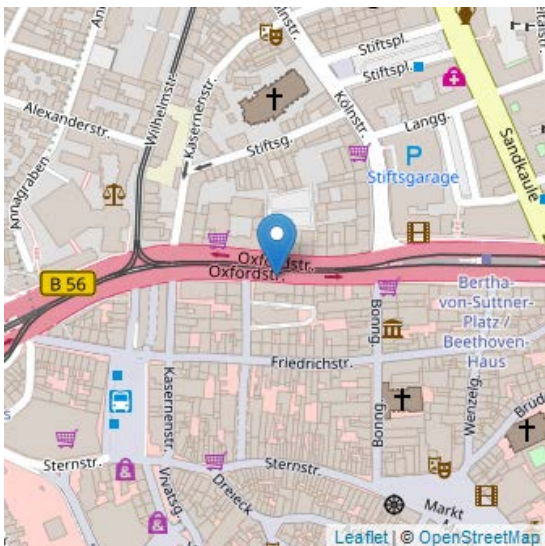 Stiftspl.
Stiftspl.
Kölnstr.
Wilhelmstr.
Kasernenstr.
Alexanderstr.
Langg.
Stiftsg.
P
Stiftsgarage
Sandkaule
Annagraben
Oxfordstr.
Oxfordstr.
B 56
Bertha-
von-Suttner-
Platz /
Beethoven-
Haus
Bonng.
Friedrichstr.
Kasernenstr.
Bonng.
Wenzelg.
Sternstr.
Sternstr.
Vivatsg.
Dreieck
Markt
Leaflet | © OpenStreetMap